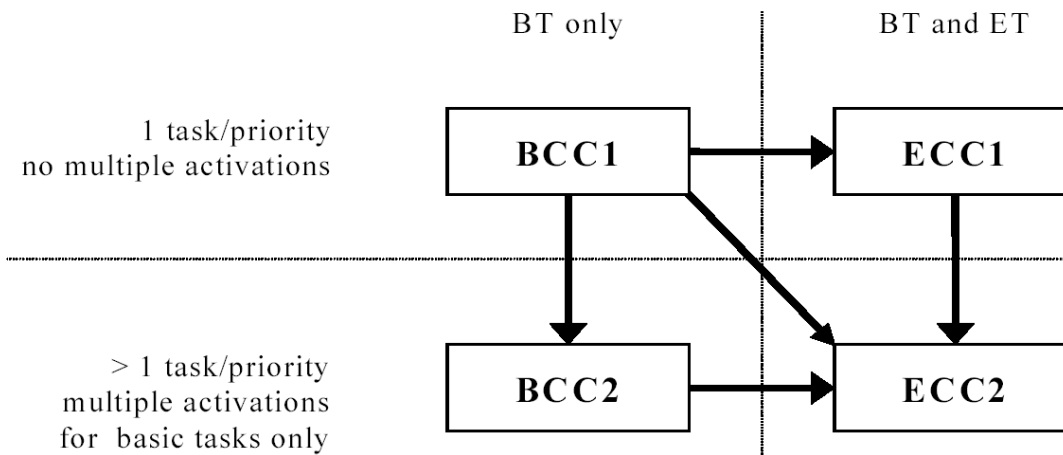 BT only
BT and ET
1 task/priority
no multiple activations
BCC1
ECC1
> 1 task/priority
multiple activations
for basic tasks only
BCC2
ECC2